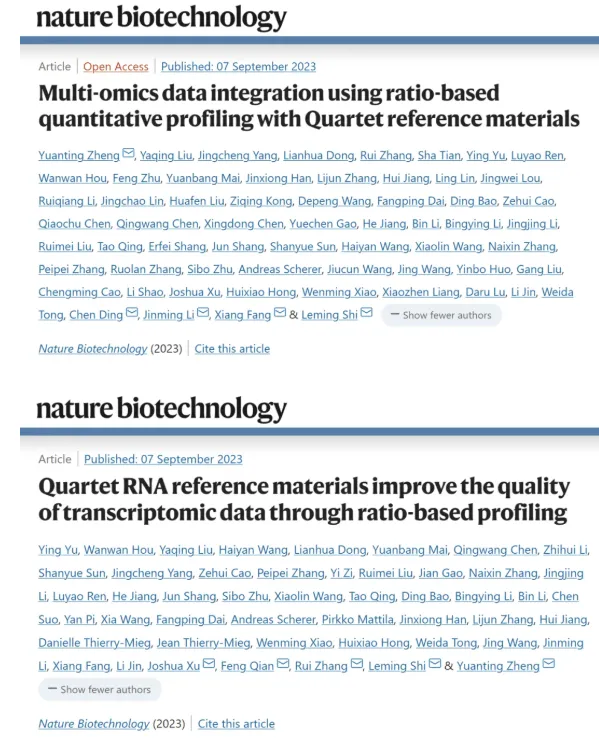 nature biotechnology
Article | Open Access | Published: 07 September 2023
Multi-omics data integration using ratio-based
quantitative profiling with Quartet reference materials
Yuanting Zheng, Yaqing Liu, Jingcheng Yang, Lianhua Dong, Rui Zhang, Sha Tian, Ying Yu, Luyao Ren,
Wanwan Hou, Feng Zhu, Yuanbang Mai, Jinxiong Han, Lijun Zhang, Hui Jiang, Ling Lin, Jingwei Lou,
Ruiqiang Li, Jingchao Lin, Huafen Liu, Ziqing Kong, Depeng Wang, Fangping Dai, Ding Bao, Zehui Cao,
Qiaochu Chen, Qingwang Chen, Xingdong Chen, Yuechen Gao, He Jiang, Bin Li, Bingying Li, Jingjing Li,
Ruimei Liu, Tao Qing, Erfei Shang, Jun Shang, Shanyue Sun, Haiyan Wang, Xiaolin Wang, Naixin Zhang,
Peipei Zhang, Ruolan Zhang, Sibo Zhu, Andreas Scherer, Jiucun Wang, Jing Wang, Yinbo Huo, Gang Liu,
Chengming Cao, Li Shao, Joshua Xu, Huixiao Hong, Wenming Xiao, Xiaozhen Liang, Daru Lu, Li Jin, Weida
Tong, Chen Ding, Jinming Li, Xiang Fang & Leming Shi — Show fewer authors
Nature Biotechnology (2023) | Cite this article
nature biotechnology
Article | Published: 07 September 2023
Quartet RNA reference materials improve the quality
of transcriptomic data through ratio-based profiling
Ying Yu, Wanwan Hou, Yaqing Liu, Haiyan Wang, Lianhua Dong, Yuanbang Mai, Qingwang Chen, Zhihui Li,
Shanyue Sun, Jingcheng Yang, Zehui Cao, Peipei Zhang, Yi Zi, Ruimei Liu, Jian Gao, Naixin Zhang, Jingjing
Li, Luyao Ren, He Jiang, Jun Shang, Sibo Zhu, Xiaolin Wang, Tao Qing, Ding Bao, Bingying Li, Bin Li, Chen
Suo, Yan Pi, Xia Wang, Fangping Dai, Andreas Scherer, Pirkko Mattila, Jinxiong Han, Lijun Zhang, Hui Jiang,
Danielle Thierry-Mieg, Jean Thierry-Mieg, Wenming Xiao, Huixiao Hong, Weida Tong, Jing Wang, Jinming
Li, Xiang Fang, Li Jin, Joshua Xu, Feng Qian, Rui Zhang, Leming Shi & Yuanting Zheng
— Show fewer authors
Nature Biotechnology (2023) | Cite this article